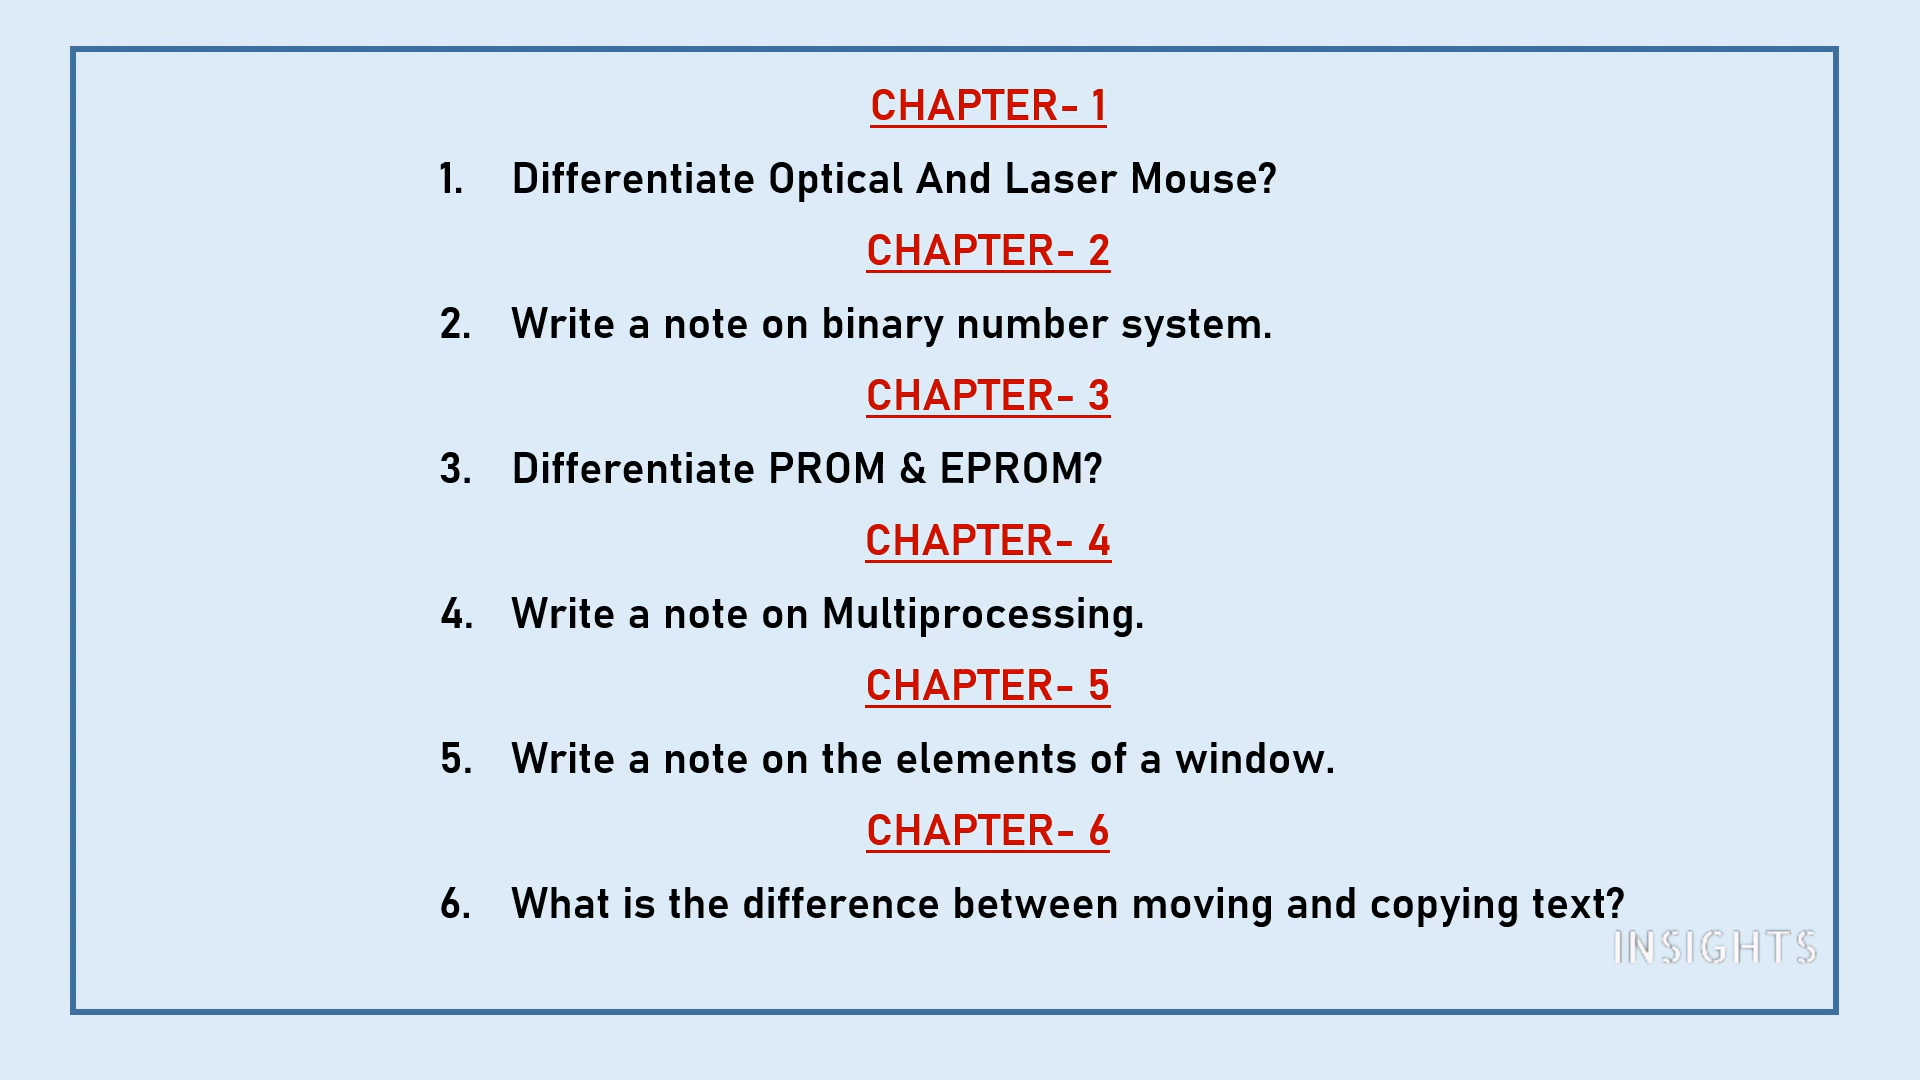 CHAPTER- 1
1. Differentiate Optical And Laser Mouse?
CHAPTER- 2
2. Write a note on binary number system.
CHAPTER- 3
3. Differentiate PROM & EPROM?
CHAPTER- 4
4. Write a note on Multiprocessing.
CHAPTER- 5
5. Write a note on the elements of a window.
CHAPTER- 6
6. What is the difference between moving and copying text?
INSIGHTS